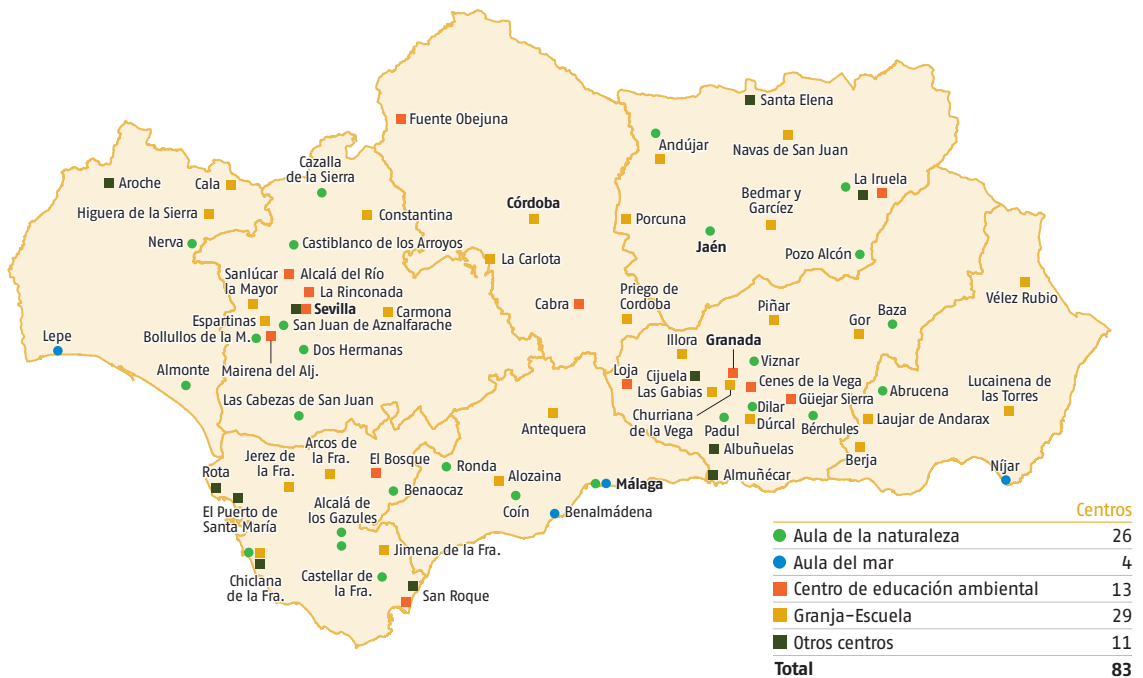 Santa Elena
Fuente Obejuna
Andújar
Navas de San Juan
Cazalla
de la Sierra
Aroche
Cala
La Iruela
Bedmar y
Garcíez
Higuera de la Sierra
Constantina
Córdoba
Porcuna
Nerva
Castiblanco de los Arroyos
Jaén
Pozo Alcón
La Carlota
Sanlúcar
la Mayor
Alcalá del Río
La Rinconada
Priego de
Cordoba
Vélez Rubio
Cabra
Piñar
Sevilla
Carmona
Gor
Baza
Espartinas
San Juan de Aznalfarache
Lepe
Bollullos de la M.
Illora
Granada
Dos Hermanas
Viznar
Mairena del Alj.
Almonte
Loja
Cijuela
Cenes de la Vega
Las Gabias
Güejar Sierra
Abrucena
Lucainena de
las Torres
Las Cabezas de San Juan
Churriana
de la Vega
Dilar
Dúrcal
Antequera
Padul
Bérchules
Laujar de Andarax
Albuñuelas
Arcos de
la Fra.
Jerez de
la Fra.
El Bosque
Berja
Rota
Ronda
Alozaina
Almuñécar
Níjar
Benaocaz
Málaga
El Puerto de
Santa María
Alcalá de
los Gazules
Coín
Benalmádena
Jimena de la Fra.
Chiclana
de la Fra.
Castellar de
la Fra.
San Roque
Centros
Aula de la naturaleza 26
Aula del mar 4
Centro de educación ambiental 13
Granja-Escuela 29
Otros centros 11
Total 83